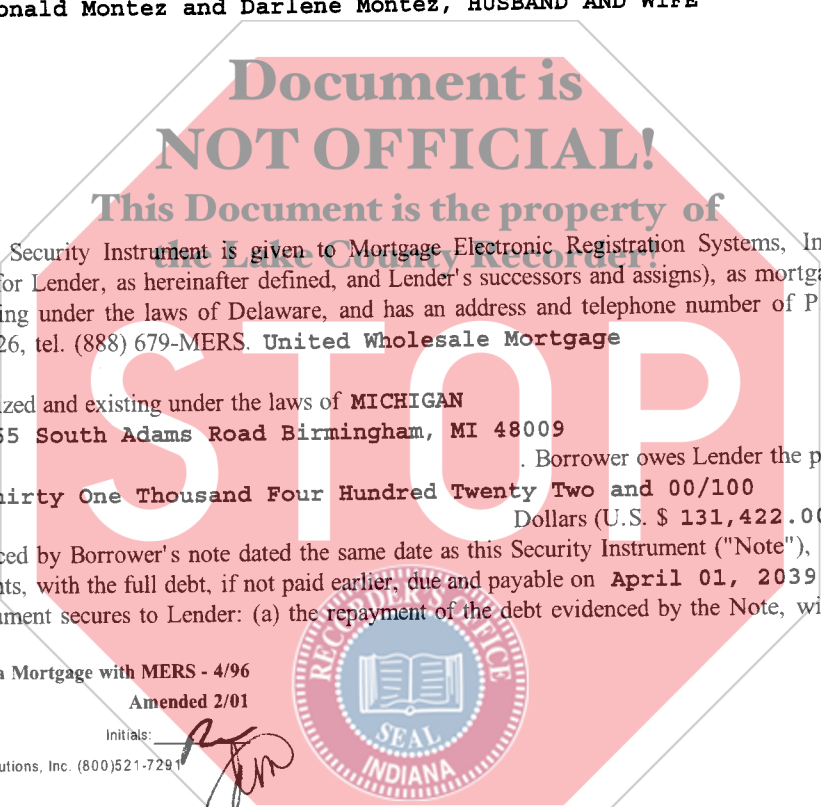 onald Montez and Darlene Montez, HUSBAND AND WIFE
Document is
NOT OFFICIAL!
This Document is the property of
the Lake County Recorder!
Security Instrument is given to Mortgage Electronic Registration Systems, In
for Lender, as hereinafter defined, and Lender's successors and assigns), as mortga
ing under the laws of Delaware, and has an address and telephone number of P
26, tel. (888) 679-MERS. United Wholesale Mortgage
STOP
ized and existing under the laws of MICHIGAN
55 South Adams Road Birmingham, MI 48009
. Borrower owes Lender the p
hirty One Thousand Four Hundred Twenty Two and 00/100
Dollars (U.S. $ 131,422.00
ced by Borrower's note dated the same date as this Security Instrument ("Note"),
nts, with the full debt, if not paid earlier, due and payable on April 01, 2039
ument secures to Lender: (a) the repayment of the debt evidenced by the Note, wi
RECORDER'S OFFICE
SEAL
INDIANA
a Mortgage with MERS - 4/96
Amended 2/01
Initials:
utions, Inc. (800)521-7291